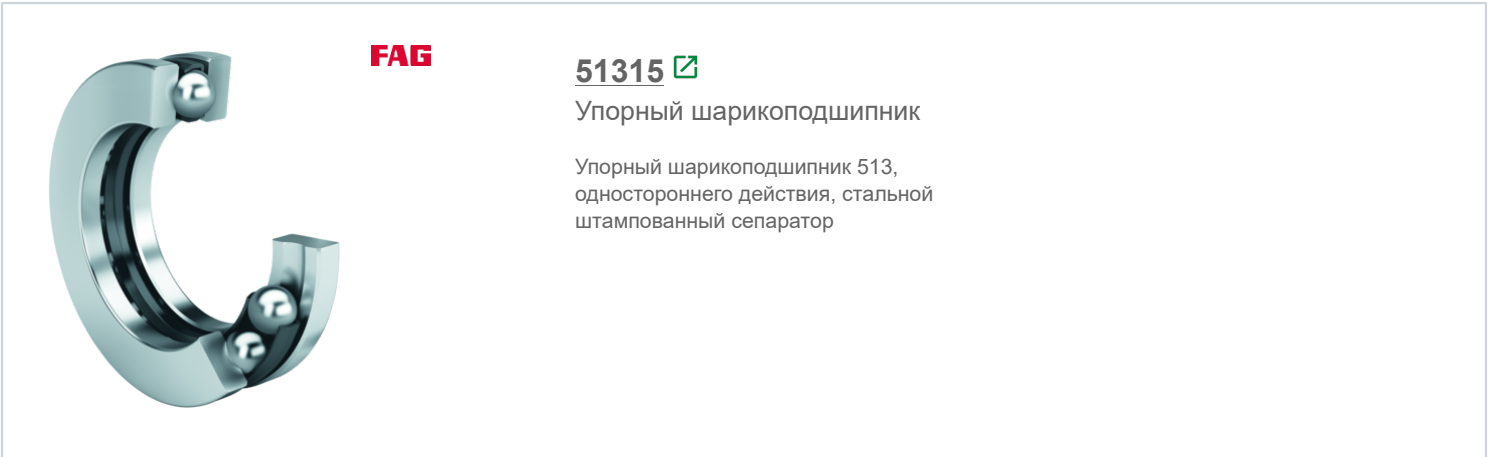 FAG
51315
Упорный шарикоподшипник
Упорный шарикоподшипник 513,
одностороннего действия, стальной
штампованный сепаратор